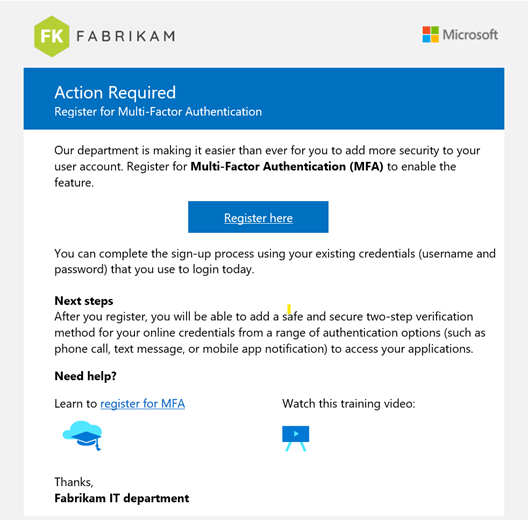 FK FABRIKAM
Microsoft
Action Required
Register for Multi-Factor Authentication
Our department is making it easier than ever for you to add more security to your
user account. Register for Multi-Factor Authentication (MFA) to enable the
feature.
Register here
You can complete the sign-up process using your existing credentials (username and
password) that you use to login today.
Next steps
After you register, you will be able to add a safe and secure two-step verification
method for your online credentials from a range of authentication options (such as
phone call, text message, or mobile app notification) to access your applications.
Need help?
Learn to register for MFA
Watch this training video:
Thanks,
Fabrikam IT department